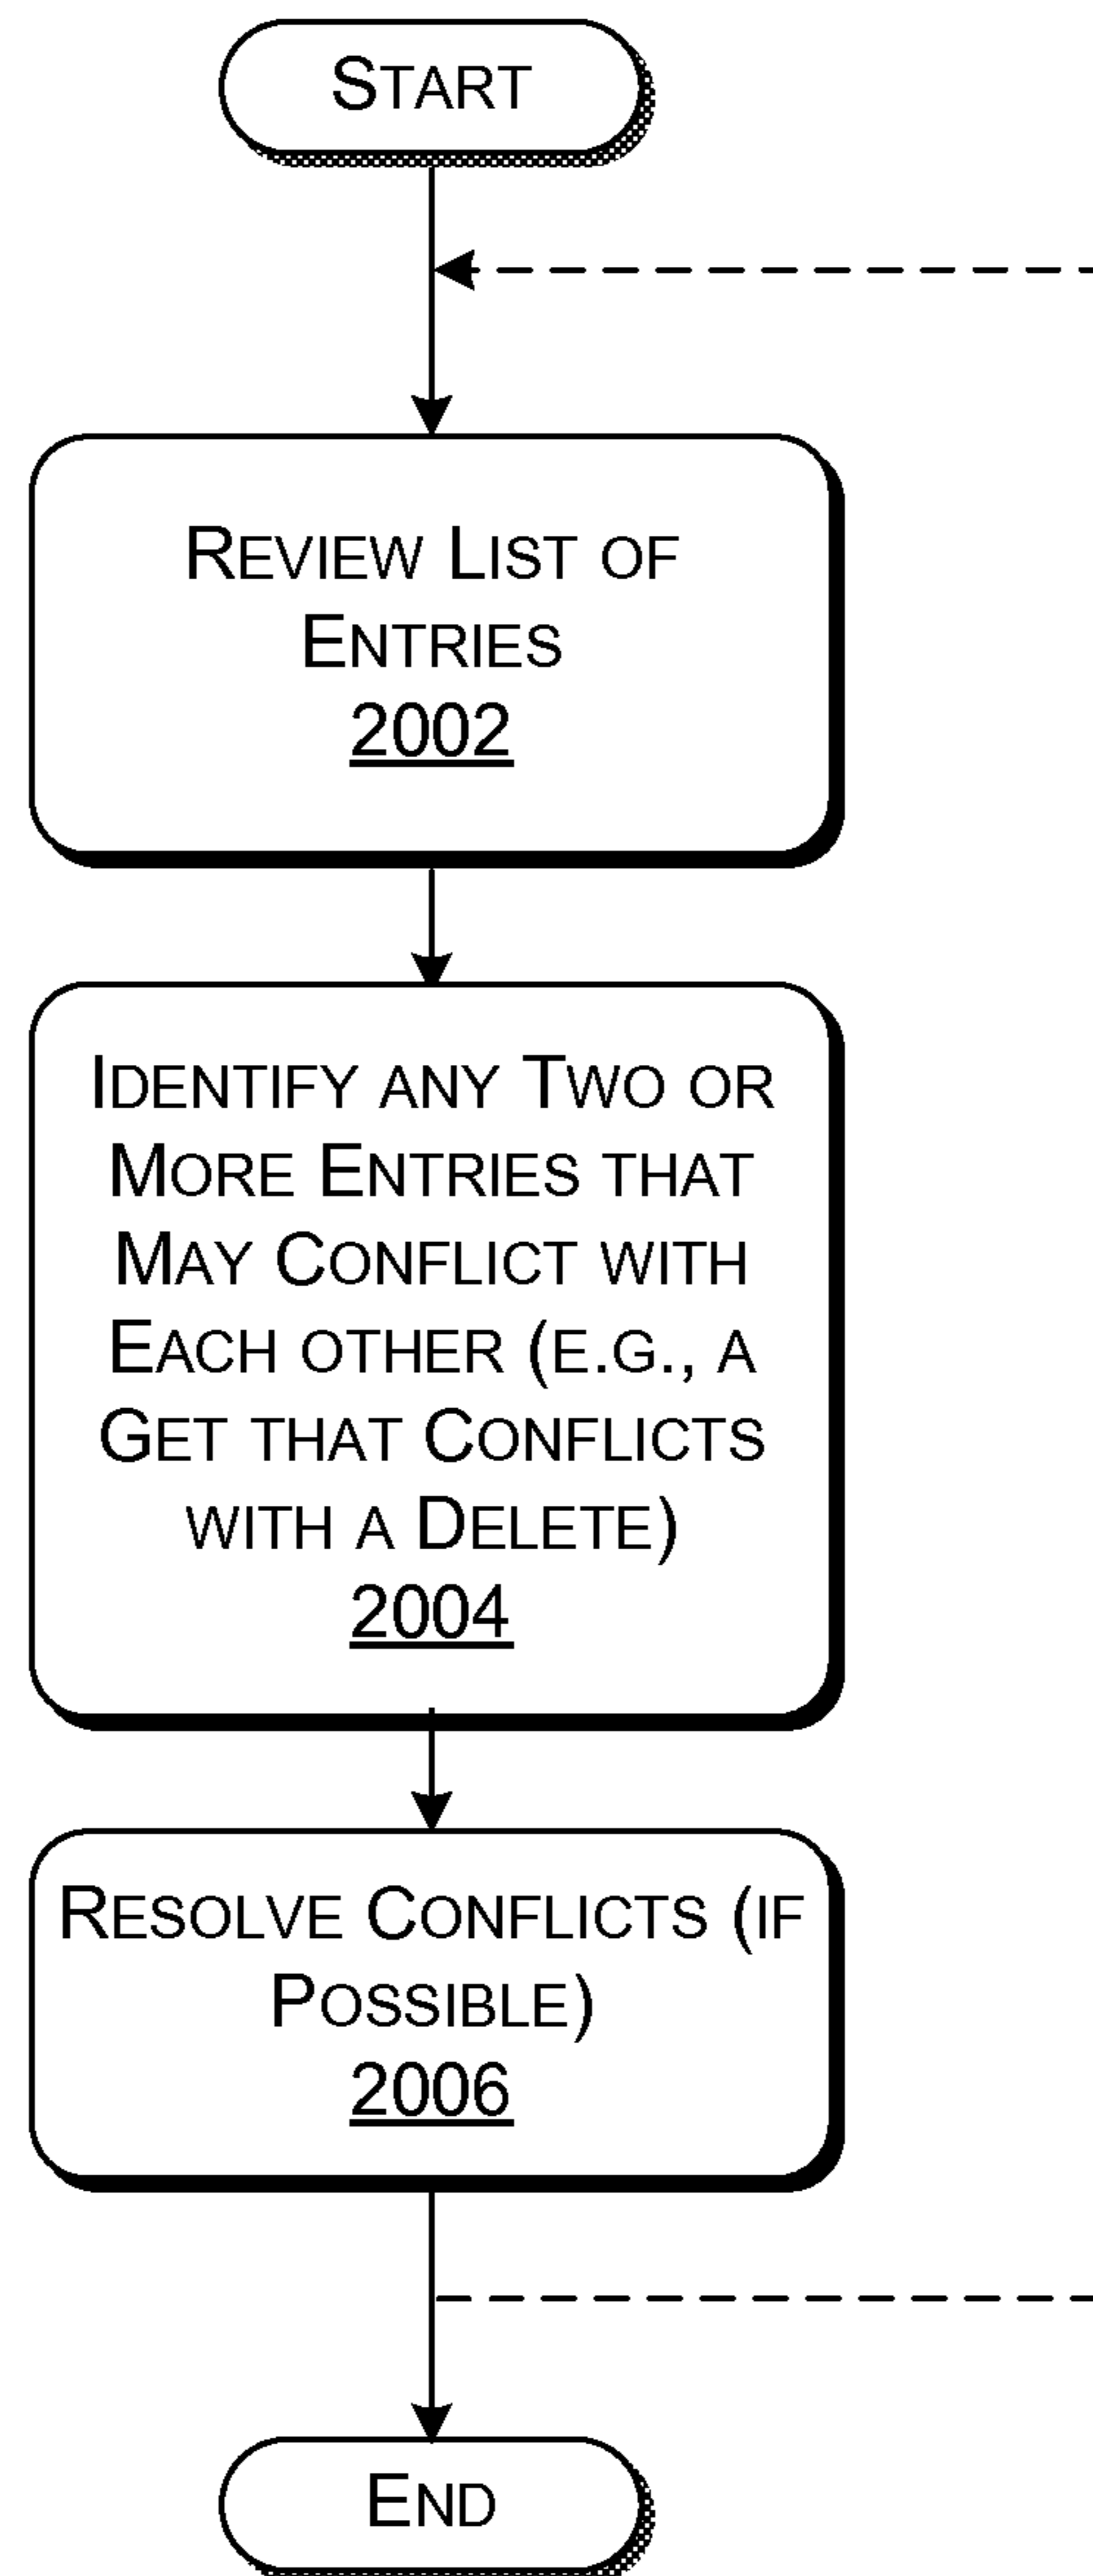 START
REVIEW LIST OF
ENTRIES
2002
IDENTIFY ANY TWO OR
MORE ENTRIES THAT
MAY CONFLICT WITH
EACH OTHER (E.G., A
GET THAT CONFLICTS
WITH A DELETE)
2004
RESOLVE CONFLICTS (IF
POSSIBLE)
2006
END